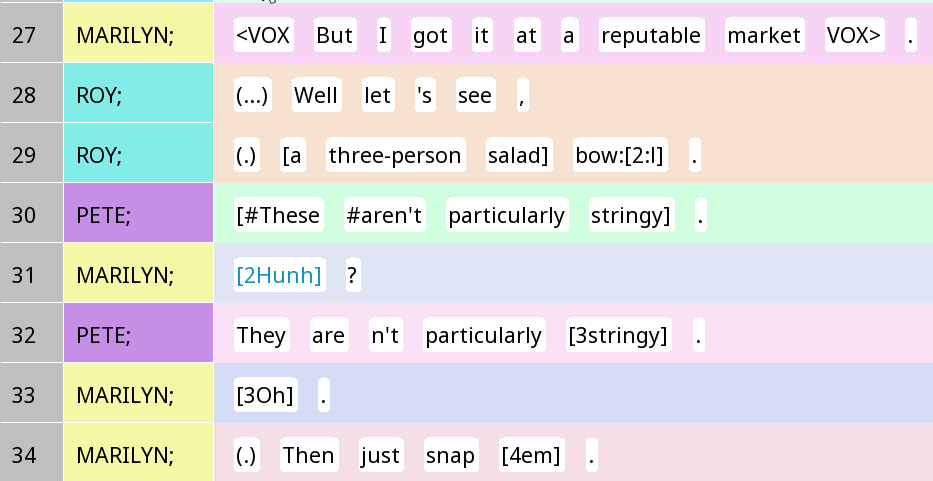 27 MARILYN; <VOX But I got it at a reputable market VOX> .
28 ROY; (...) Well let 's see ,
29 ROY; (.) [a three-person salad] bow:[2:l] .
30 PETE; [#These #aren't particularly stringy] .
31 MARILYN; [2Hunh] ?
32 PETE; They are n't particularly [3stringy] .
33 MARILYN; [3Oh] .
34 MARILYN; (.) Then just snap [4em] .